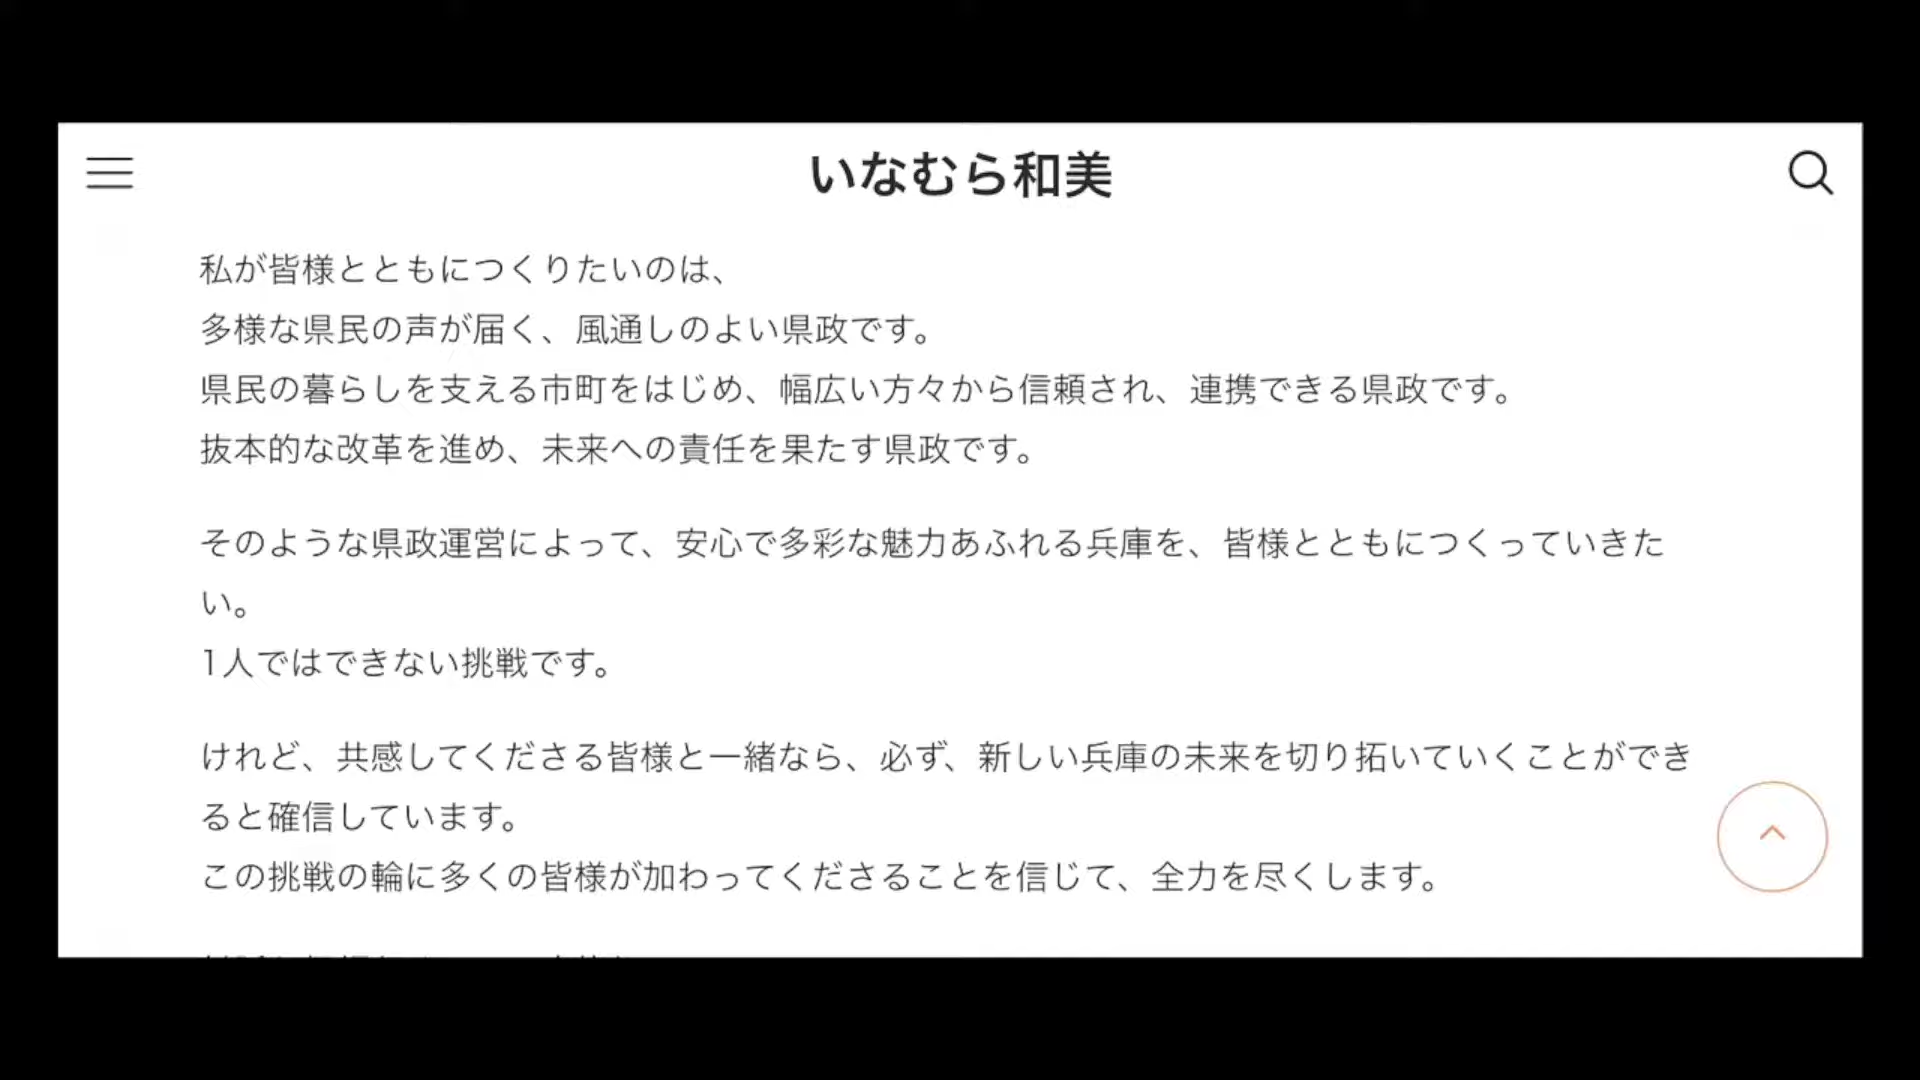 いなむら和美
私が皆様とともにつくりたいのは、
多様な県民の声が届く、風通しのよい県政です。
県民の暮らしを支える市町をはじめ、幅広い方々から信頼され、連携できる県政です。
抜本的な改革を進め、未来への責任を果たす県政です。
そのような県政運営によって、安心で多彩な魅力あふれる兵庫を、皆様とともにつくっていきた
い。
1人ではできない挑戦です。
けれど、共感してくださる皆様と一緒なら、必ず、新しい兵庫の未来を切り拓いていくことができ
ると確信しています。
この挑戦の輪に多くの皆様が加わってくださることを信じて、全力を尽くします。